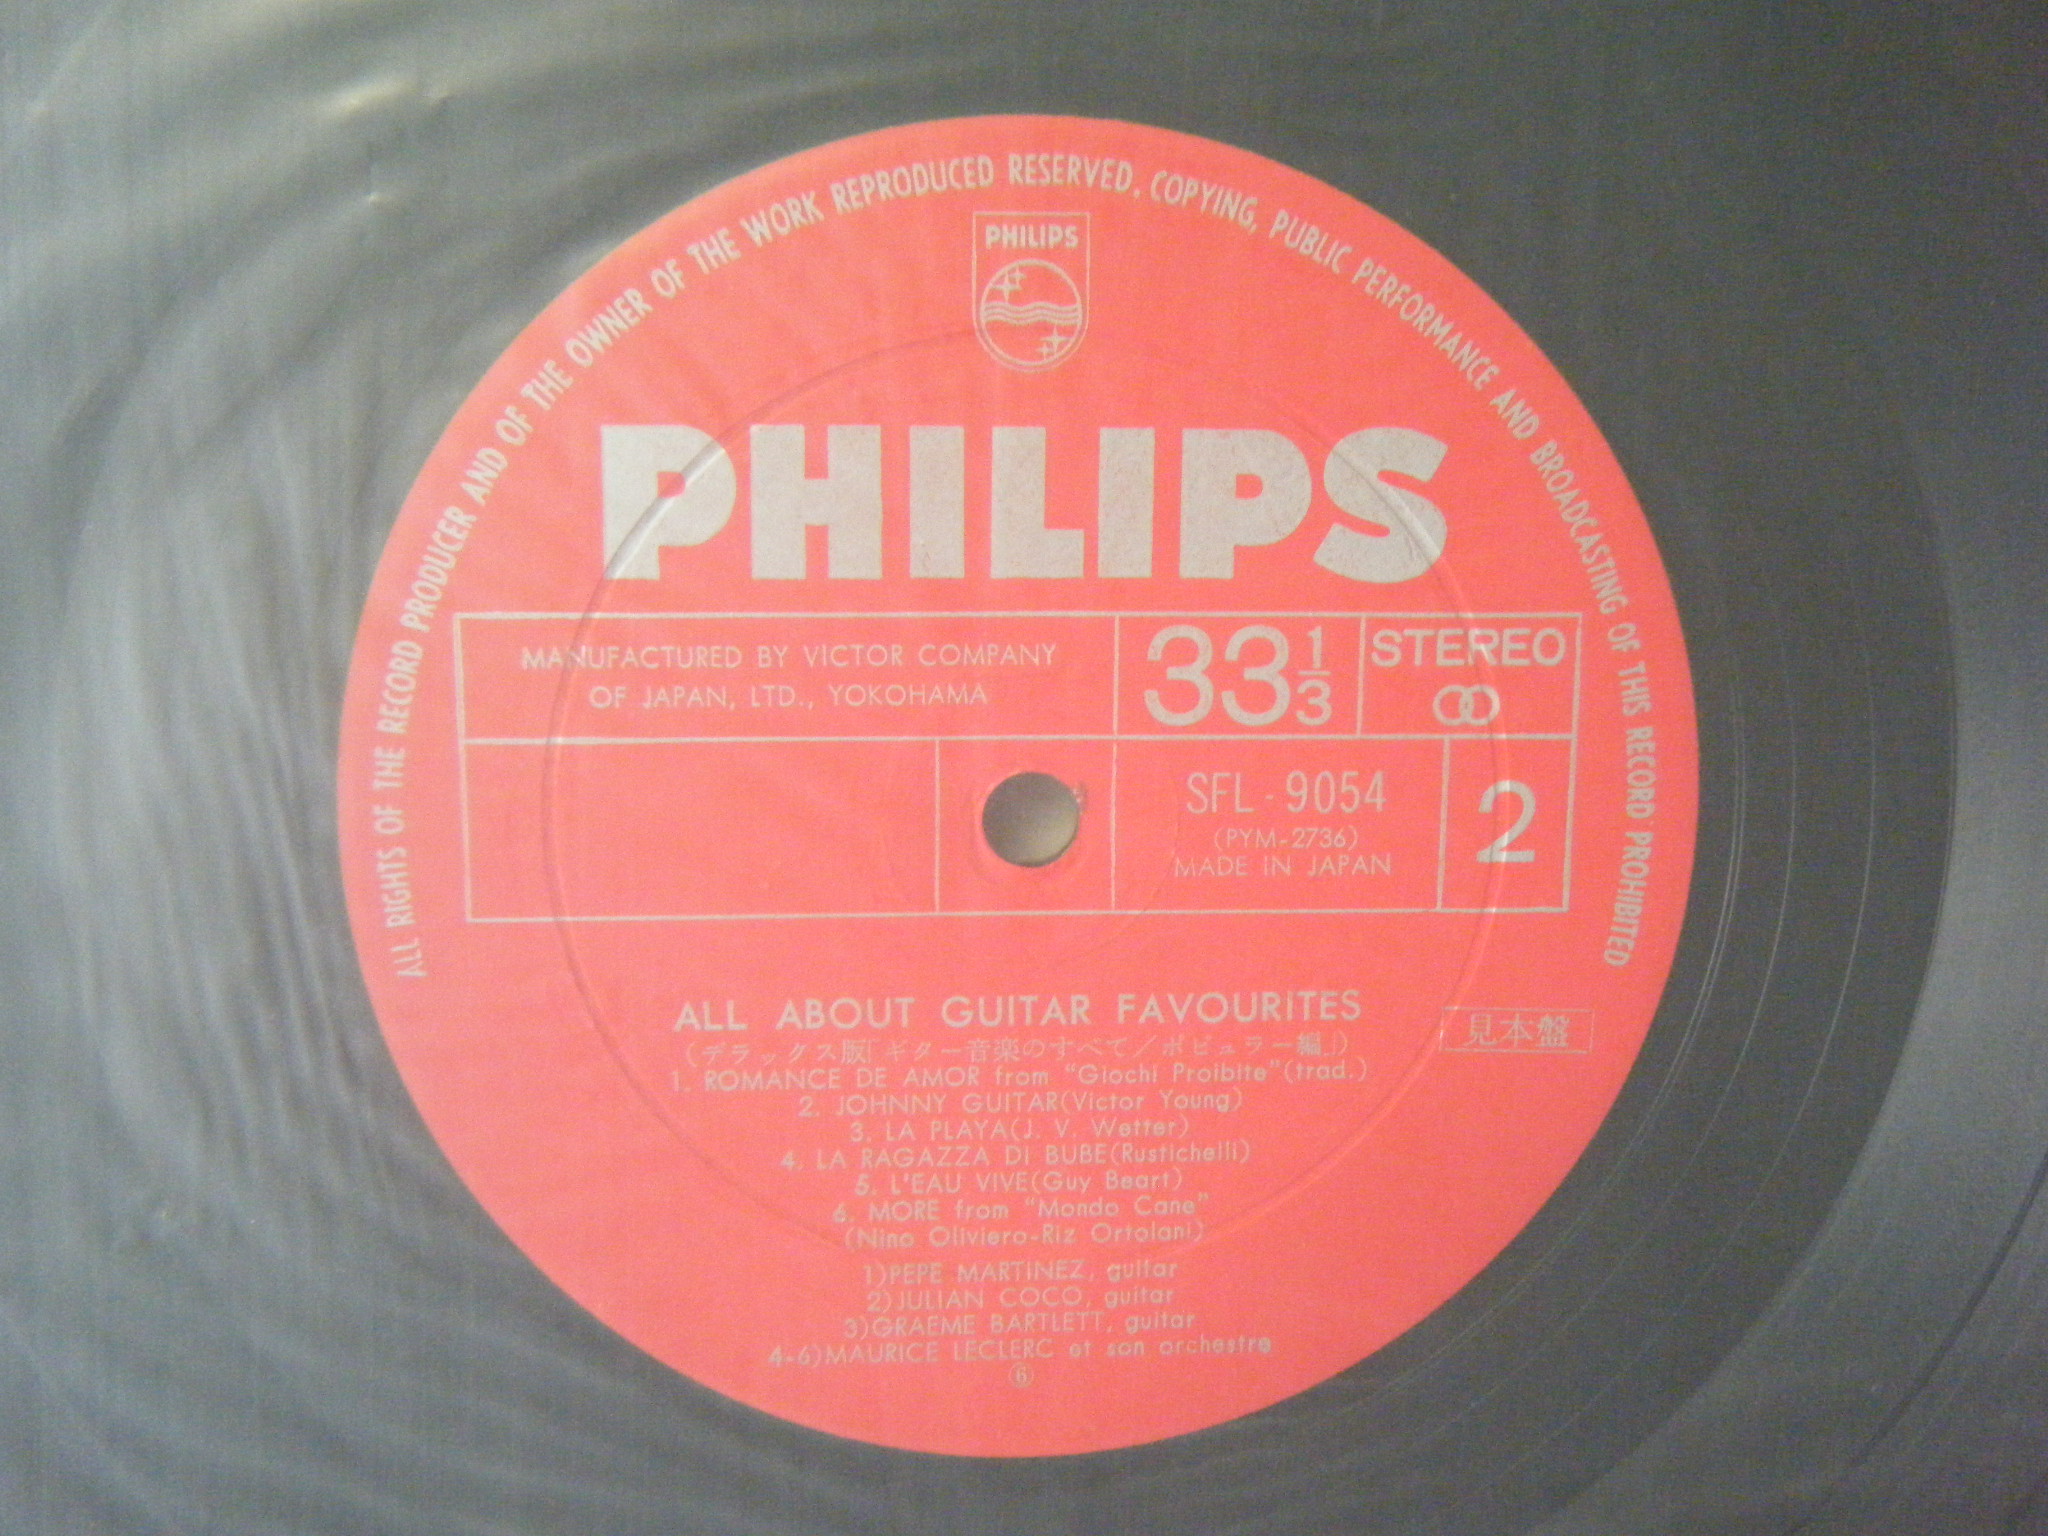 ALL RIGHTS OF THE RECORD PRODUCER AND OF THE OWNER OF THE WORK REPRODUCED RESERVED. COPYING, PUBLIC PERFORMANCE AND BROADCASTING OF THIS RECORD PROHIBITED
PHILIPS
PHILIPS
MANUFACTURED BY VICTOR COMPANY
OF JAPAN, LTD., YOKOHAMA
33 1/3
STEREO
SFL-9054
(PYM-2736)
MADE IN JAPAN
2
ALL ABOUT GUITAR FAVOURITES
見本盤
(デラックス版「ギター音楽のすべて／ポピュラー編」)
1. ROMANCE DE AMOR from "Giochi Proibite"(trad.)
2. JOHNNY GUITAR(Victor Young)
3. LA PLAYA(J. V. Wetter)
4. LA RAGAZZA DI BUBE(Rustichelli)
5. L'EAU VIVE(Guy Beart)
6. MORE from "Mondo Cane"
(Nino Oliviero-Riz Ortolani)
1)PEPE MARTINEZ, guitar
2)JULIAN COCO, guitar
3)GRAEME BARTLETT, guitar
4-6)MAURICE LECLERC et son orchestre
⑥